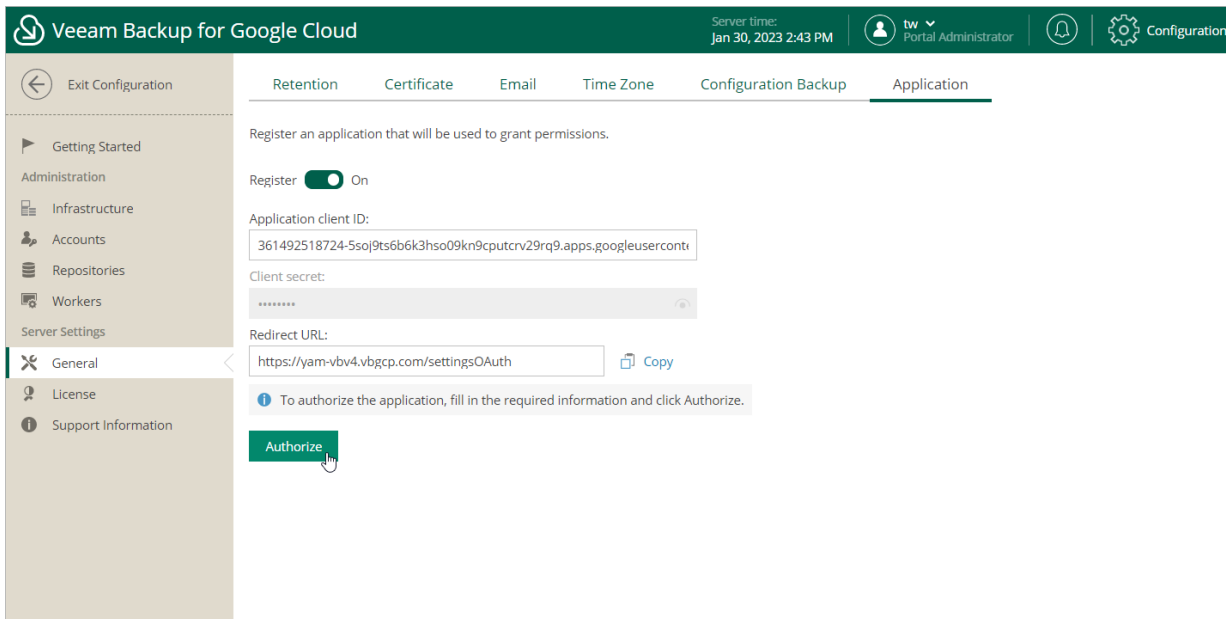 Veeam Backup for Google Cloud
Server time:
Jan 30, 2023 2:43 PM
tw
Portal Administrator
Configuration
Exit Configuration
Getting Started
Administration
Infrastructure
Accounts
Repositories
Workers
Server Settings
General
License
Support Information
Retention Certificate Email Time Zone Configuration Backup Application
Register an application that will be used to grant permissions.
Register On
Application client ID:
361492518724-5soj9ts6b6k3hso09kn9cputcrv29rq9.apps.googleuserconte
Client secret:
••••••••
Redirect URL:
https://yam-vbv4.vbgcp.com/settingsOAuth
Copy
To authorize the application, fill in the required information and click Authorize.
Authorize